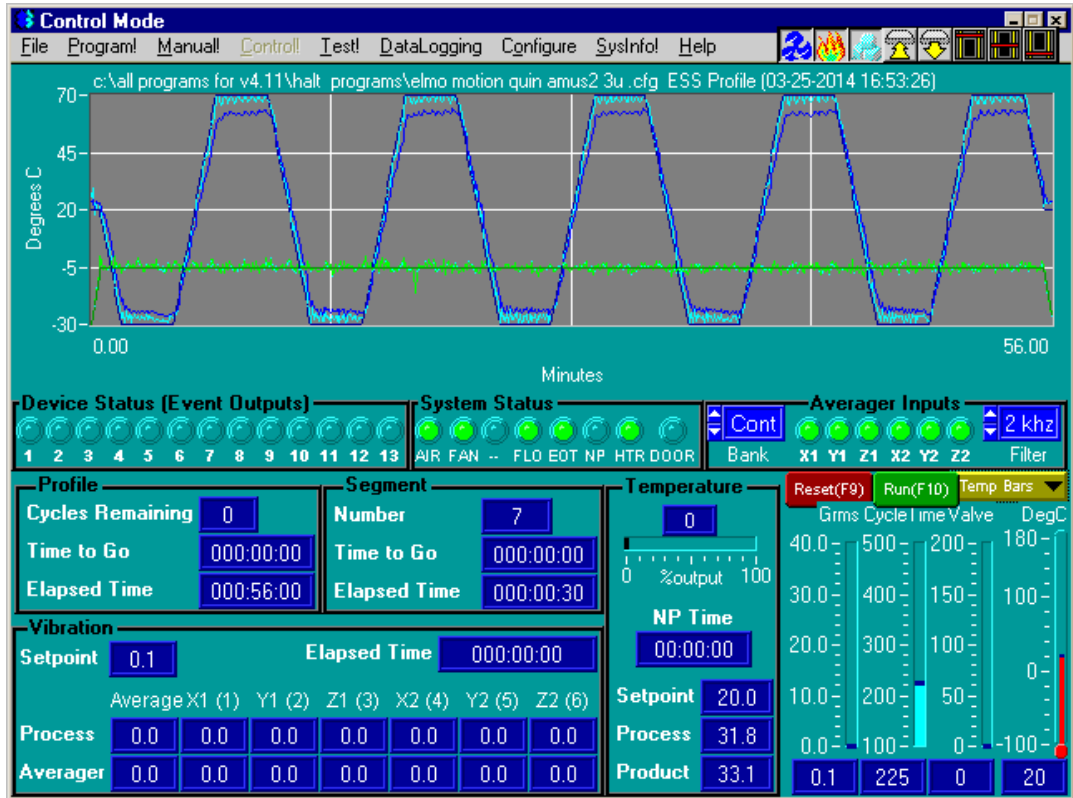 Control Mode
File Program! Manual! Control! Test! DataLogging Configure SysInfo! Help
c:\all programs for v4.11\halt programs\elmo motion quin amus2 3u .cfg ESS Profile (03-25-2014 16:53:26)
70
45
20
-5
-30
Degrees C
0.00 56.00
Minutes
Device Status (Event Outputs)
1 2 3 4 5 6 7 8 9 10 11 12 13
System Status
AIR FAN -- FLO EOT NP HTR DOOR
Cont
Bank
Averager Inputs
X1 Y1 Z1 X2 Y2 Z2
2 khz
Filter
Profile
Cycles Remaining 0
Time to Go 000:00:00
Elapsed Time 000:56:00
Segment
Number 7
Time to Go 000:00:00
Elapsed Time 000:00:30
Temperature
0
0 %output 100
NP Time
00:00:00
Setpoint 20.0
Process 31.8
Product 33.1
Vibration
Setpoint 0.1 Elapsed Time 000:00:00
Average X1 (1) Y1 (2) Z1 (3) X2 (4) Y2 (5) Z2 (6)
Process 0.0 0.0 0.0 0.0 0.0 0.0 0.0
Averager 0.0 0.0 0.0 0.0 0.0 0.0 0.0
Reset(F9) Run(F10) Temp Bars
Grms CycleTime Valve DegC
40.0 500 200 180
30.0 400 150 100
20.0 300 100
0
10.0 200 50
0.0 100 0 -100
0.1 225 0 20